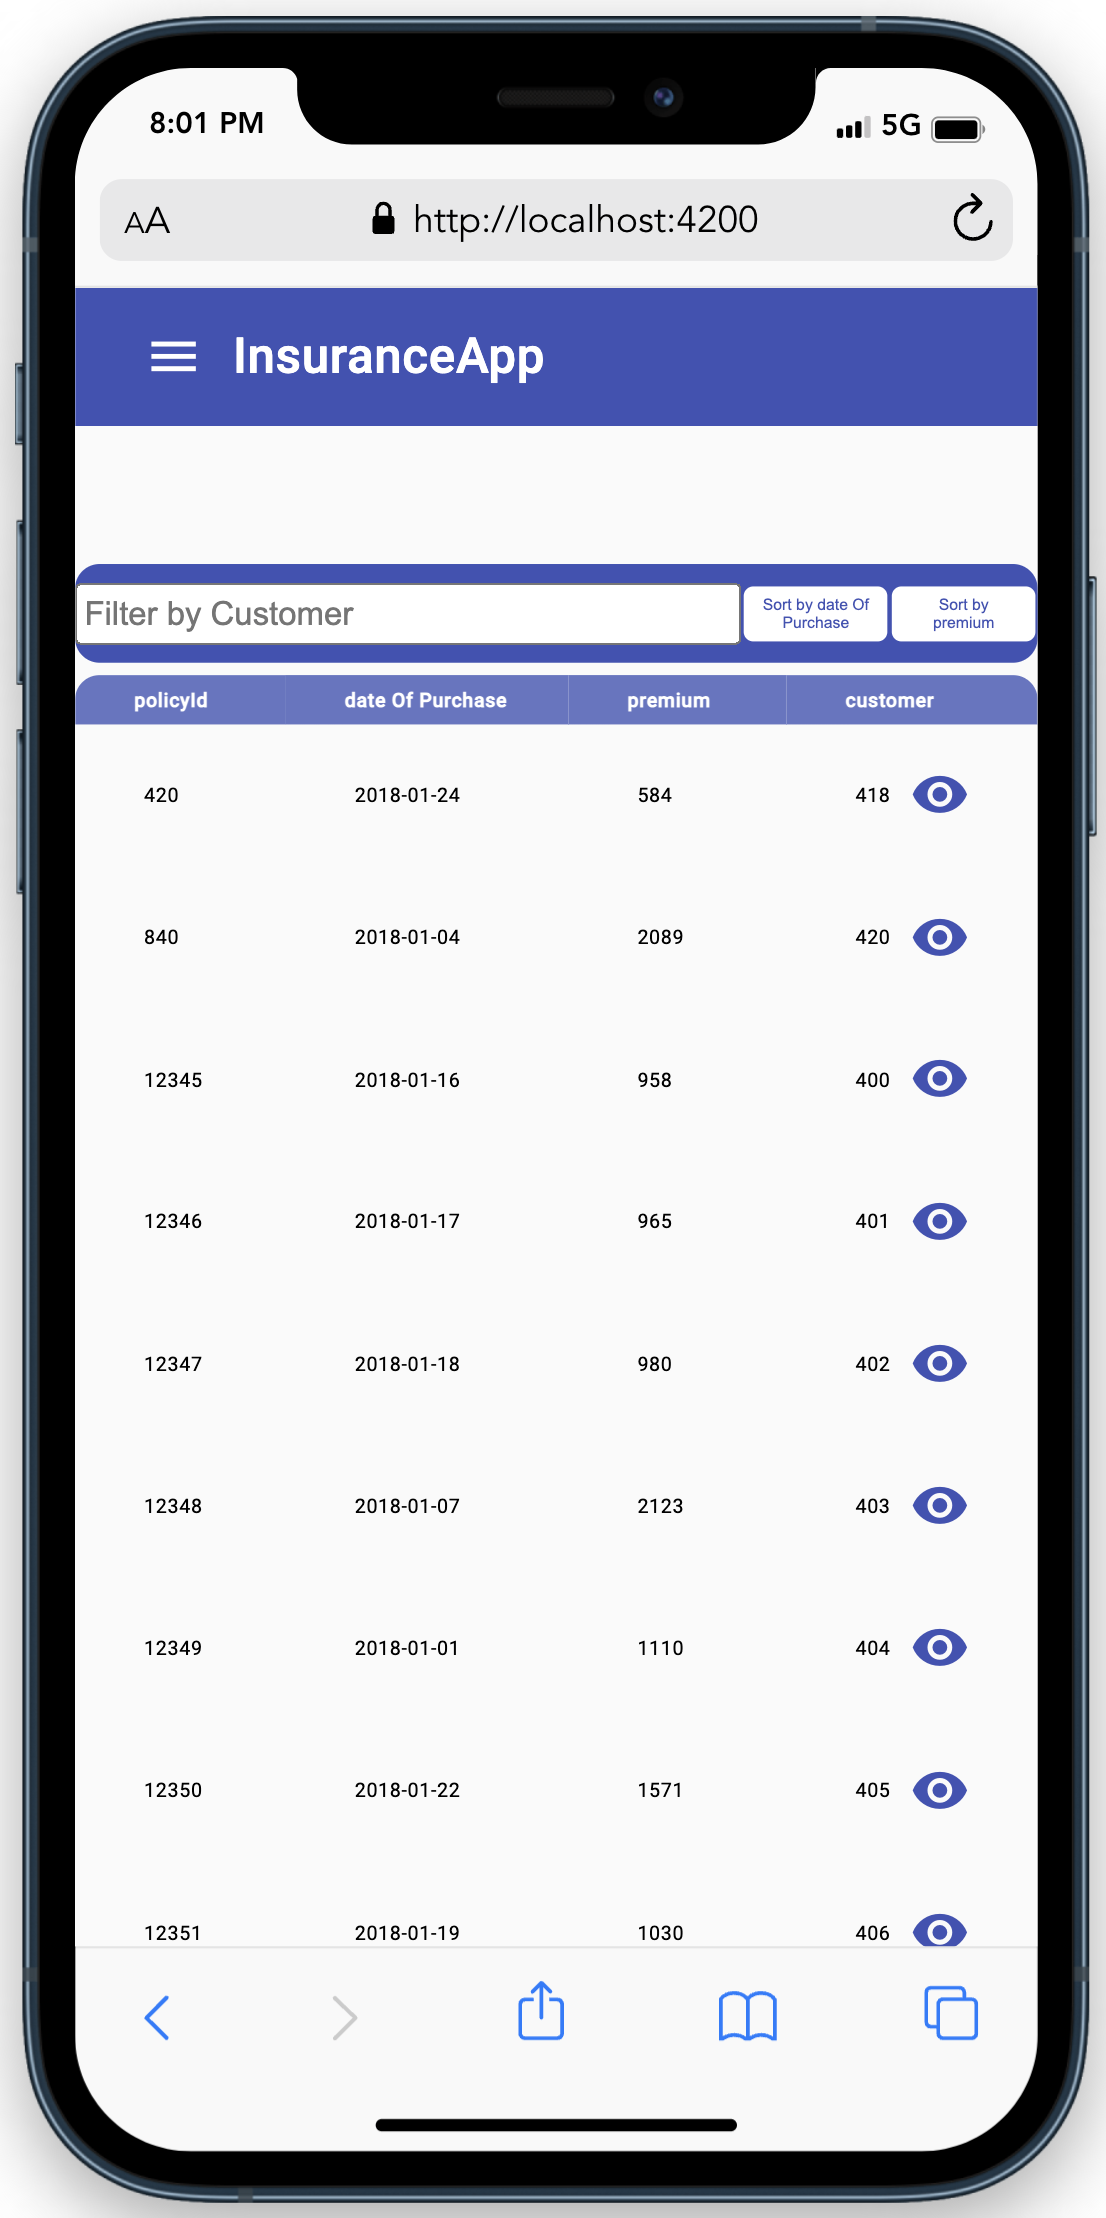 8:01 PM
5G
AA
http://localhost:4200
InsuranceApp
Filter by Customer
Sort by date Of
Purchase
Sort by
premium
policyId date Of Purchase premium customer
420 2018-01-24 584 418
840 2018-01-04 2089 420
12345 2018-01-16 958 400
12346 2018-01-17 965 401
12347 2018-01-18 980 402
12348 2018-01-07 2123 403
12349 2018-01-01 1110 404
12350 2018-01-22 1571 405
12351 2018-01-19 1030 406